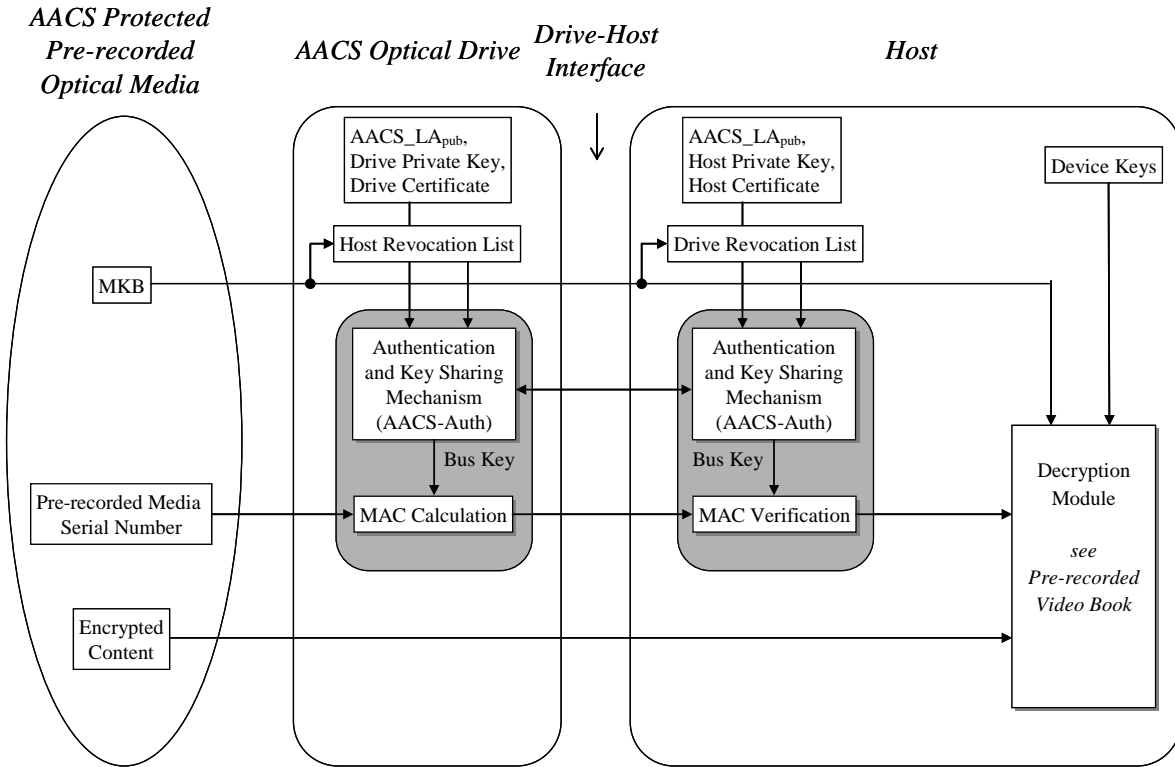 AACS Protected
Pre-recorded
Optical Media
AACS Optical Drive
Drive-Host
Interface
Host
AACS_LApub,
Drive Private Key,
Drive Certificate
AACS_LApub,
Host Private Key,
Host Certificate
Device Keys
Host Revocation List
Drive Revocation List
MKB
Authentication
and Key Sharing
Mechanism
(AACS-Auth)
Authentication
and Key Sharing
Mechanism
(AACS-Auth)
Bus Key
Bus Key
Pre-recorded Media
Serial Number
MAC Calculation
MAC Verification
Decryption
Module
see
Pre-recorded
Video Book
Encrypted
Content